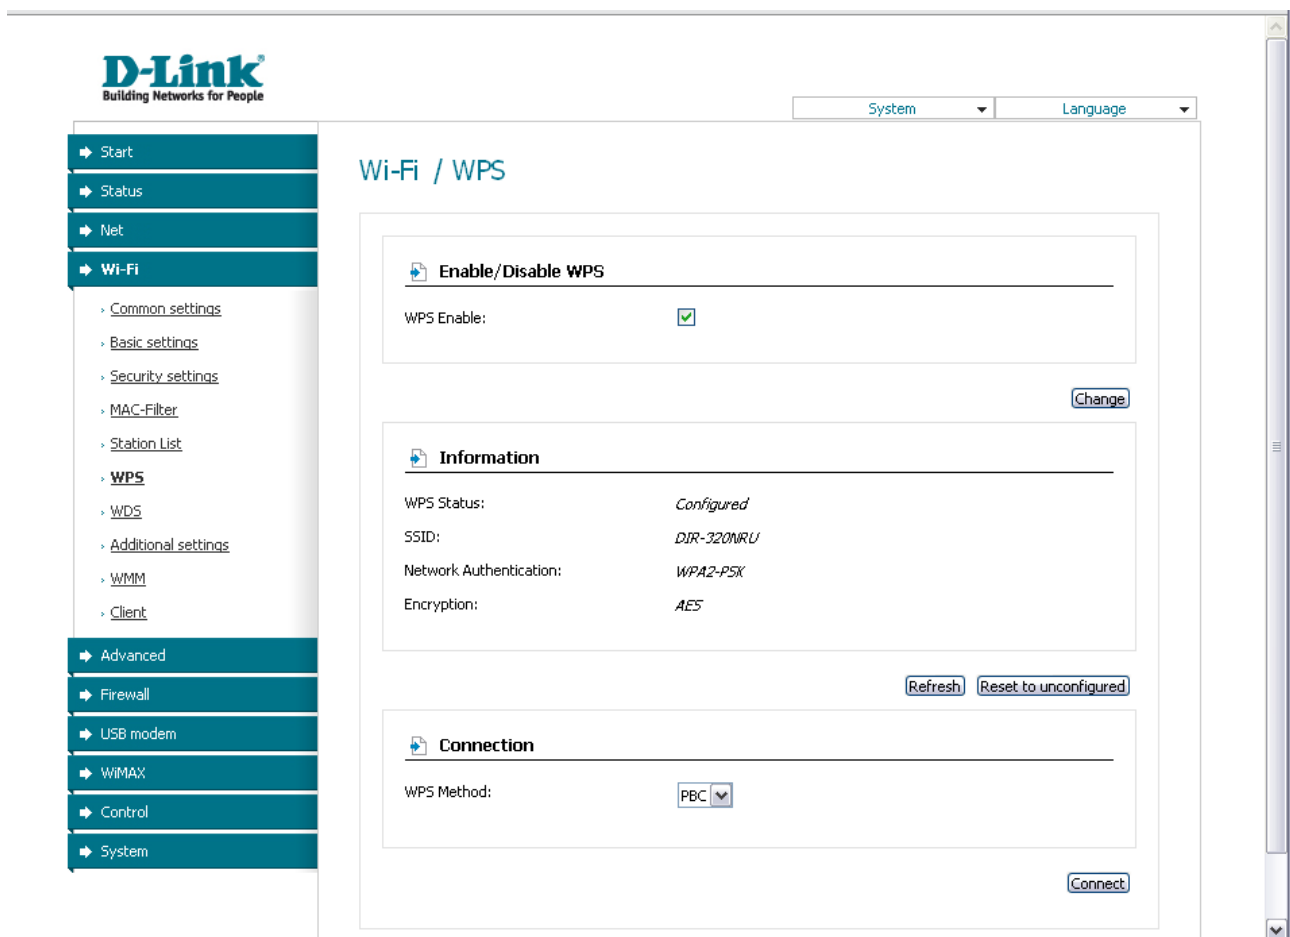 D-Link
Building Networks for People
System
Language
Start
Status
Net
Wi-Fi
Common settings
Basic settings
Security settings
MAC-Filter
Station List
WPS
WDS
Additional settings
WMM
Client
Advanced
Firewall
USB modem
WiMAX
Control
System
Wi-Fi / WPS
Enable/Disable WPS
WPS Enable:
Change
Information
WPS Status: Configured
SSID: DIR-320NRU
Network Authentication: WPA2-PSK
Encryption: AES
Refresh Reset to unconfigured
Connection
WPS Method: PBC
Connect